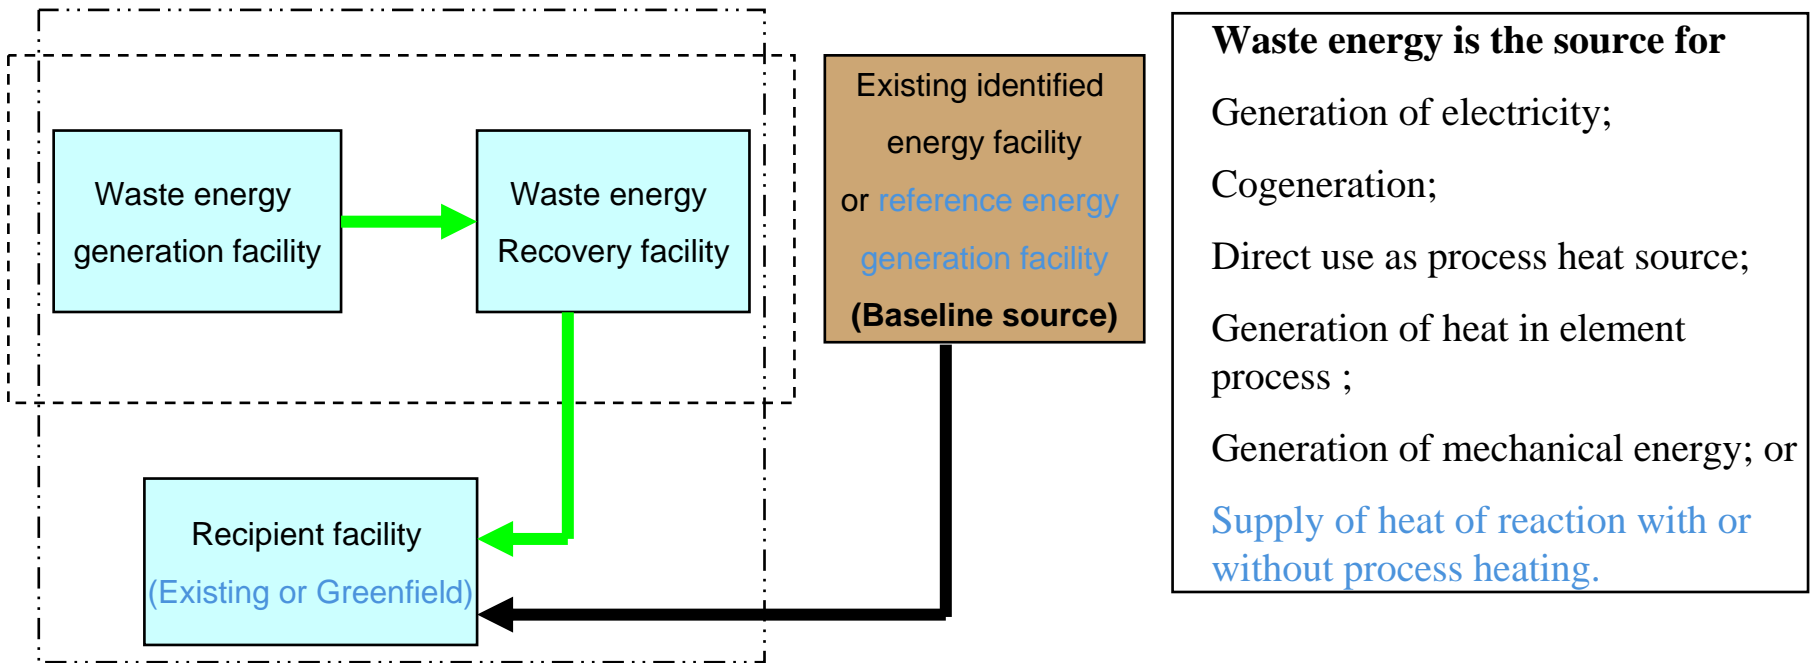 Waste energy
generation facility
Waste energy
Recovery facility
Recipient facility
(Existing or Greenfield)
Existing identified
energy facility
or reference energy
generation facility
(Baseline source)
Waste energy is the source for
Generation of electricity;
Cogeneration;
Direct use as process heat source;
Generation of heat in element
process ;
Generation of mechanical energy; or
Supply of heat of reaction with or
without process heating.